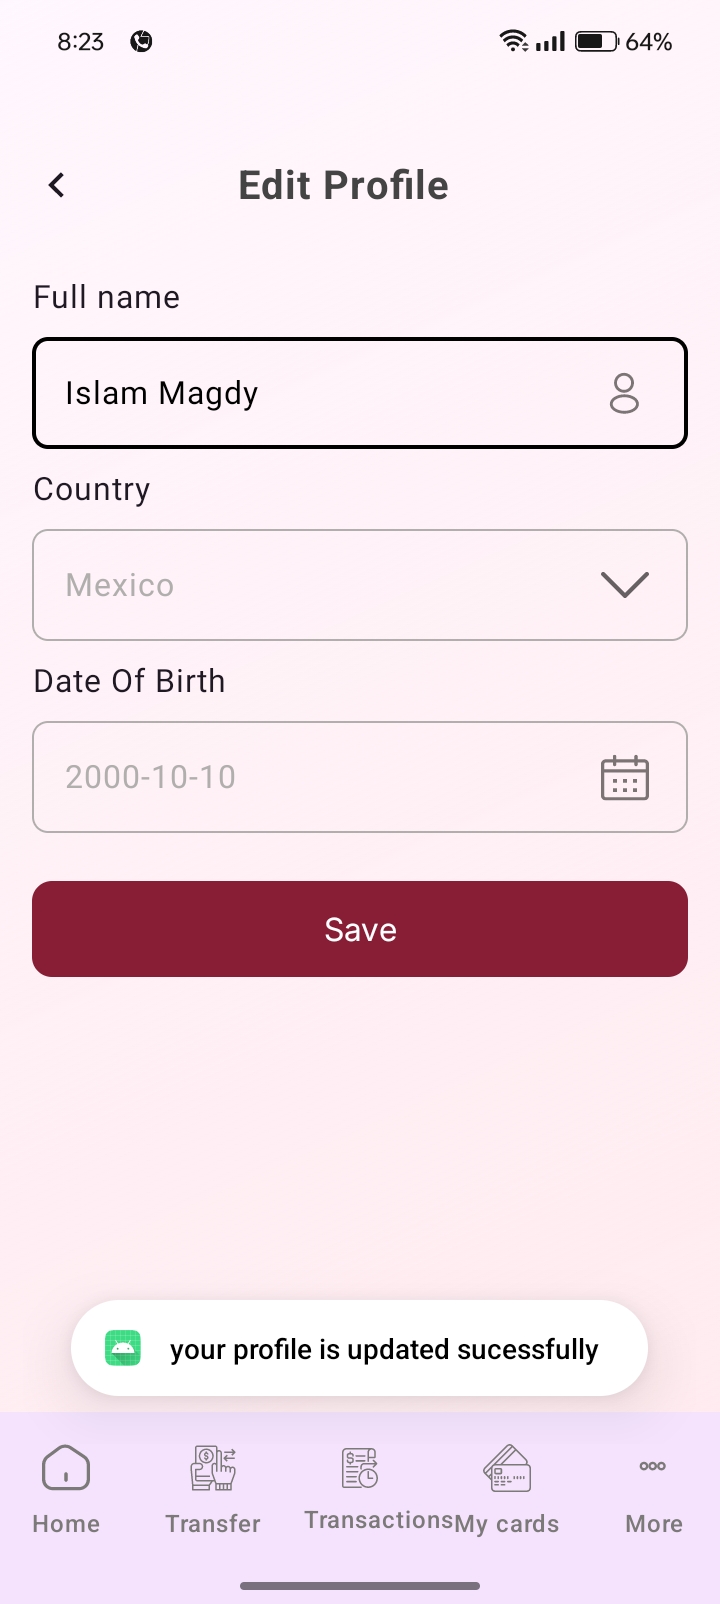 8:23
64%
Edit Profile
Full name
Islam Magdy
Country
Mexico
Date Of Birth
2000-10-10
Save
your profile is updated sucessfully
Home Transfer Transactions My cards More